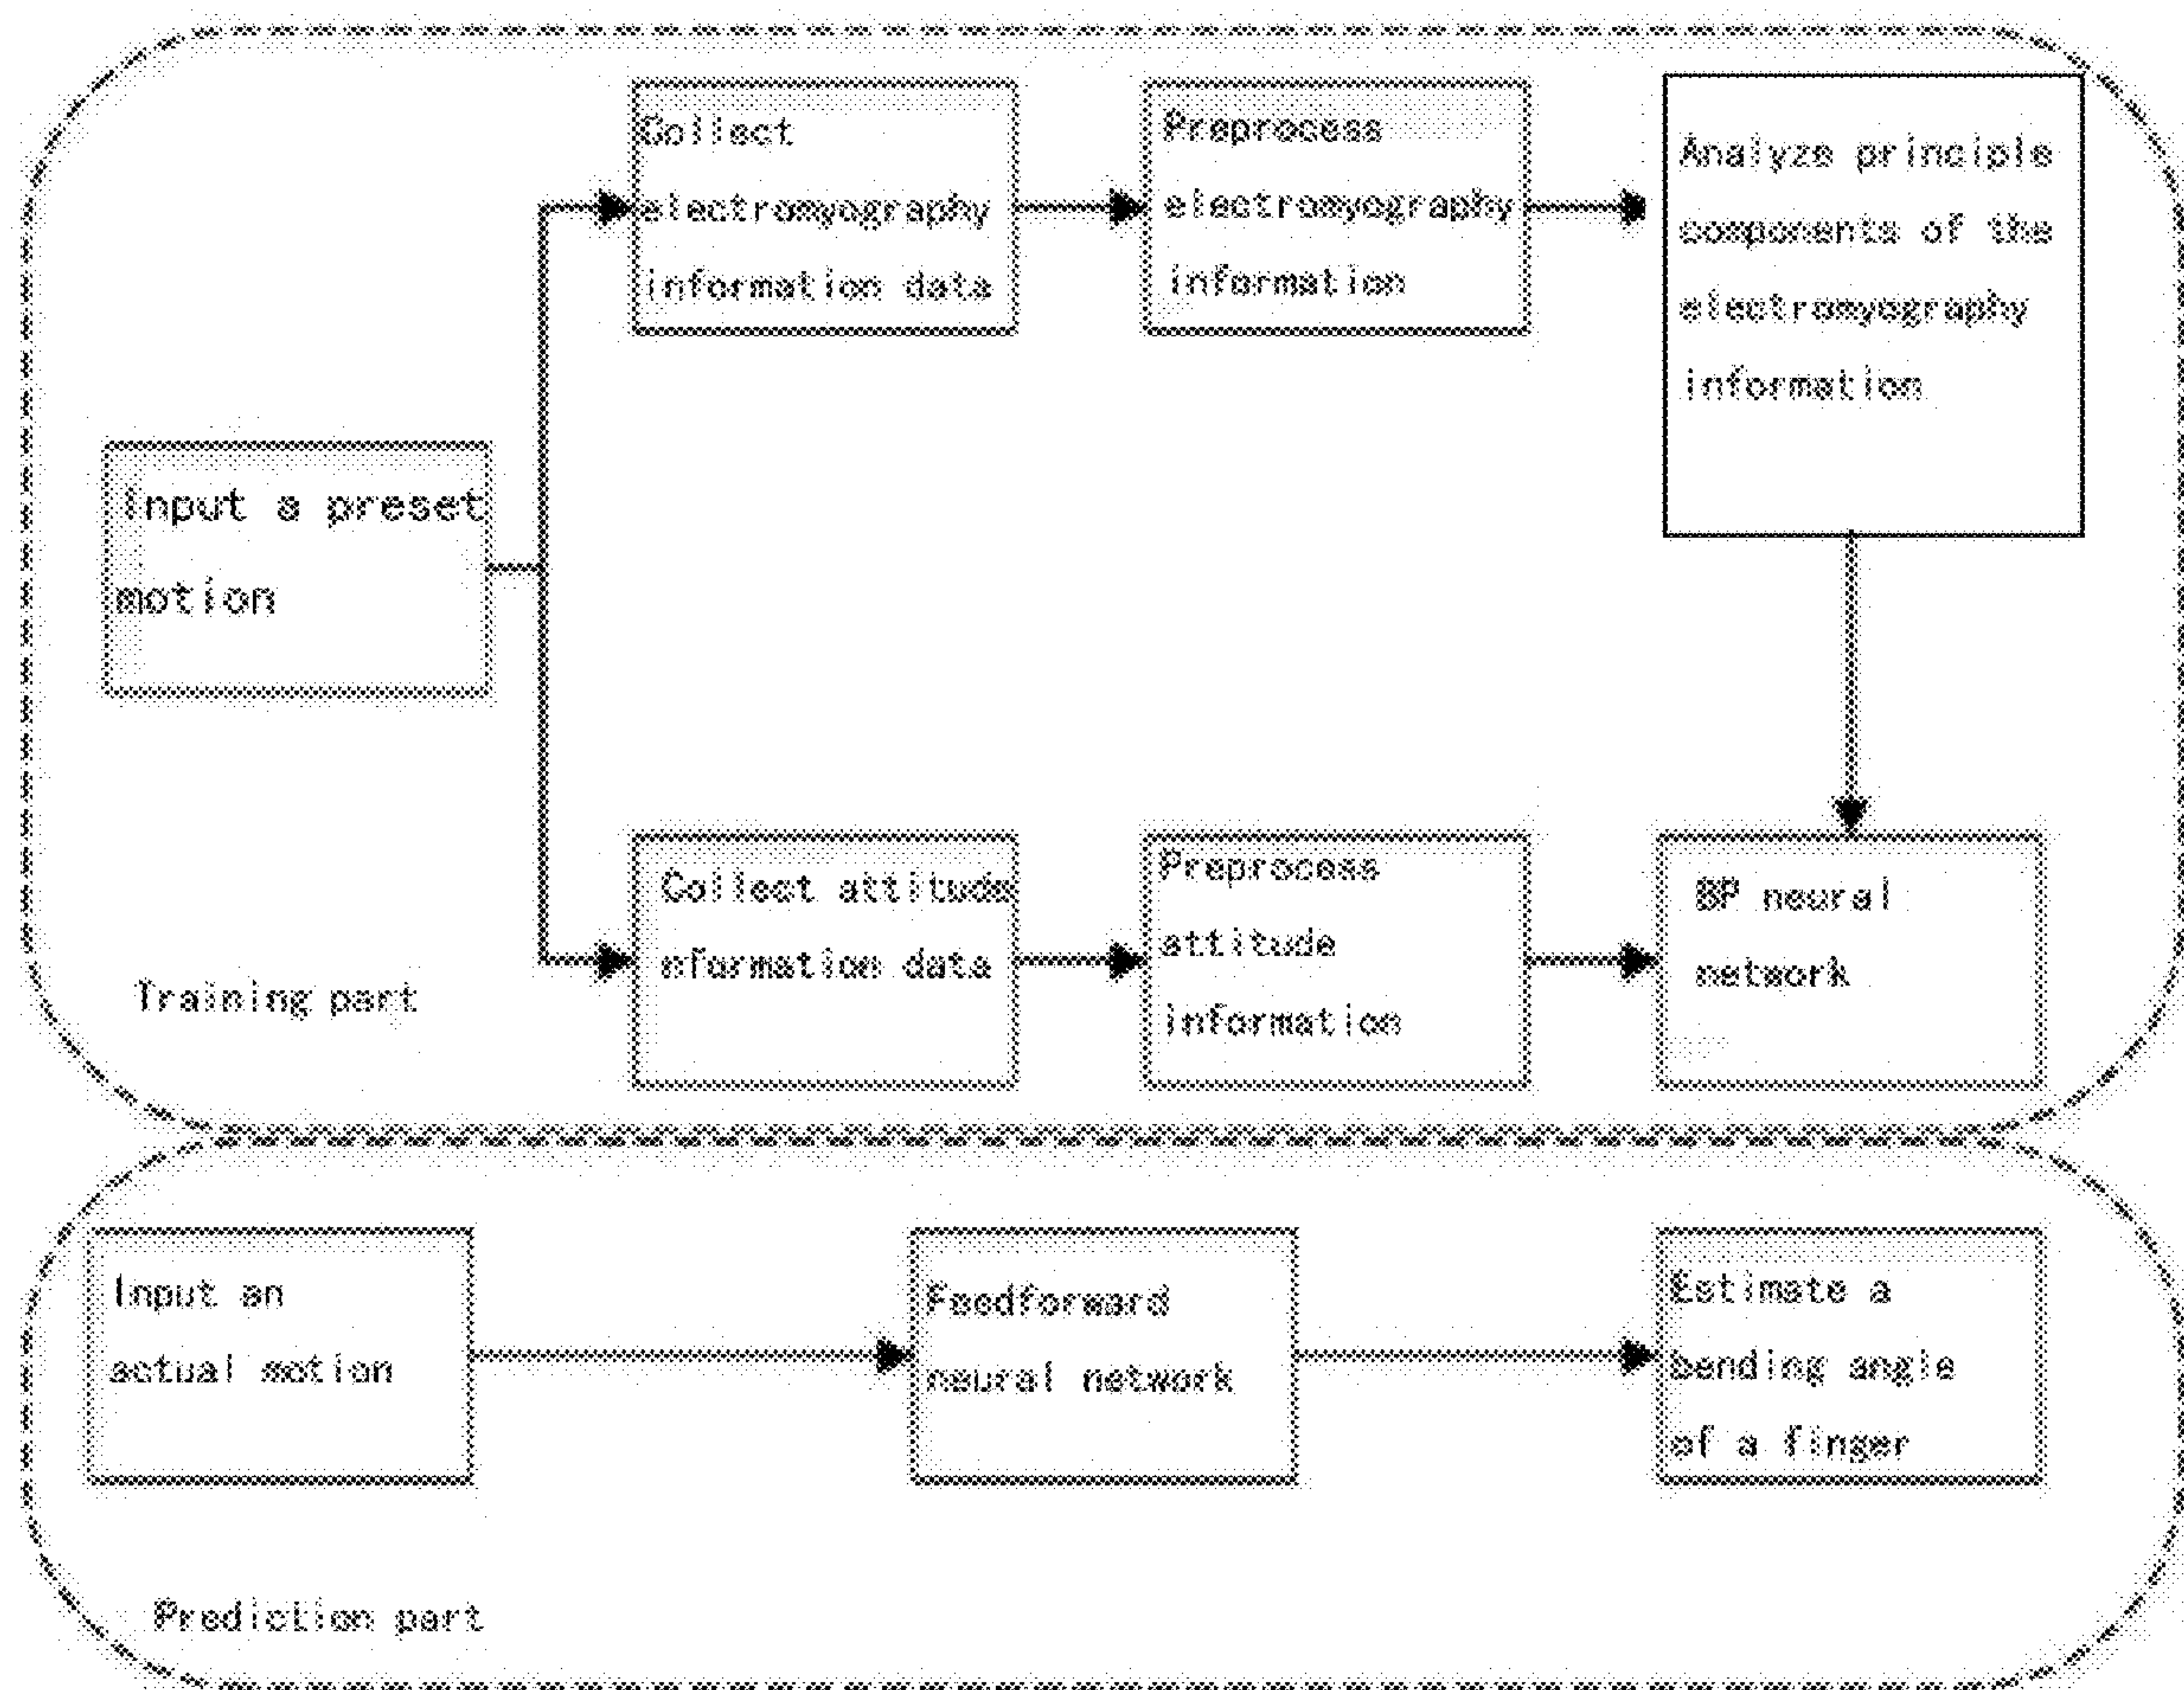 Collect
electromyography
information data
Preprocess
electromyography
information
Analyze principle
components of the
electromyography
information
Input a preset
motion
Collect attitude
nformation data
Preprocess
attitude
information
BP neural
network
Training part
Input an
actual motion
Feedforward
neural network
Estimate a
bending angle
of a finger
Prediction part